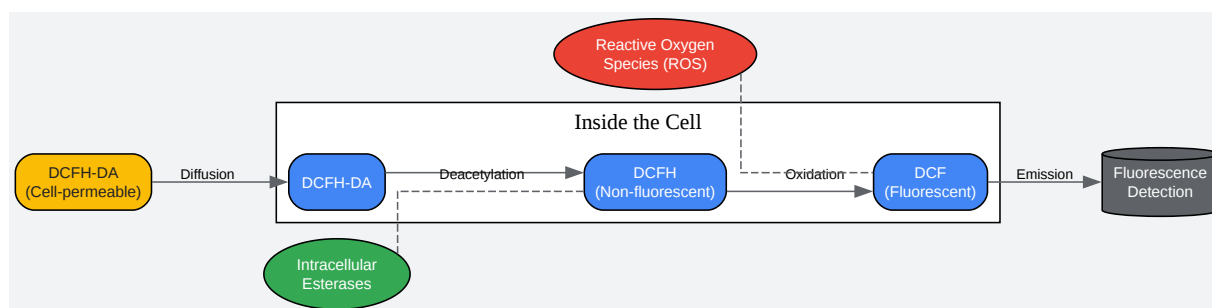 Reactive Oxygen
Species (ROS)
Inside the Cell
DCFH-DA
(Cell-permeable)
Diffusion
DCFH-DA
Deacetylation
DCFH
(Non-fluorescent)
Oxidation
DCF
(Fluorescent)
Emission
Fluorescence
Detection
Intracellular
Esterases